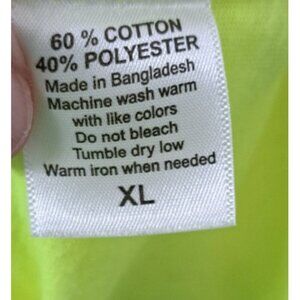 60 % COTTON
40% POLYESTER
Made in Bangladesh
Machine wash warm
with like colors
Do not bleach
Tumble dry low
Warm iron when needed
XL